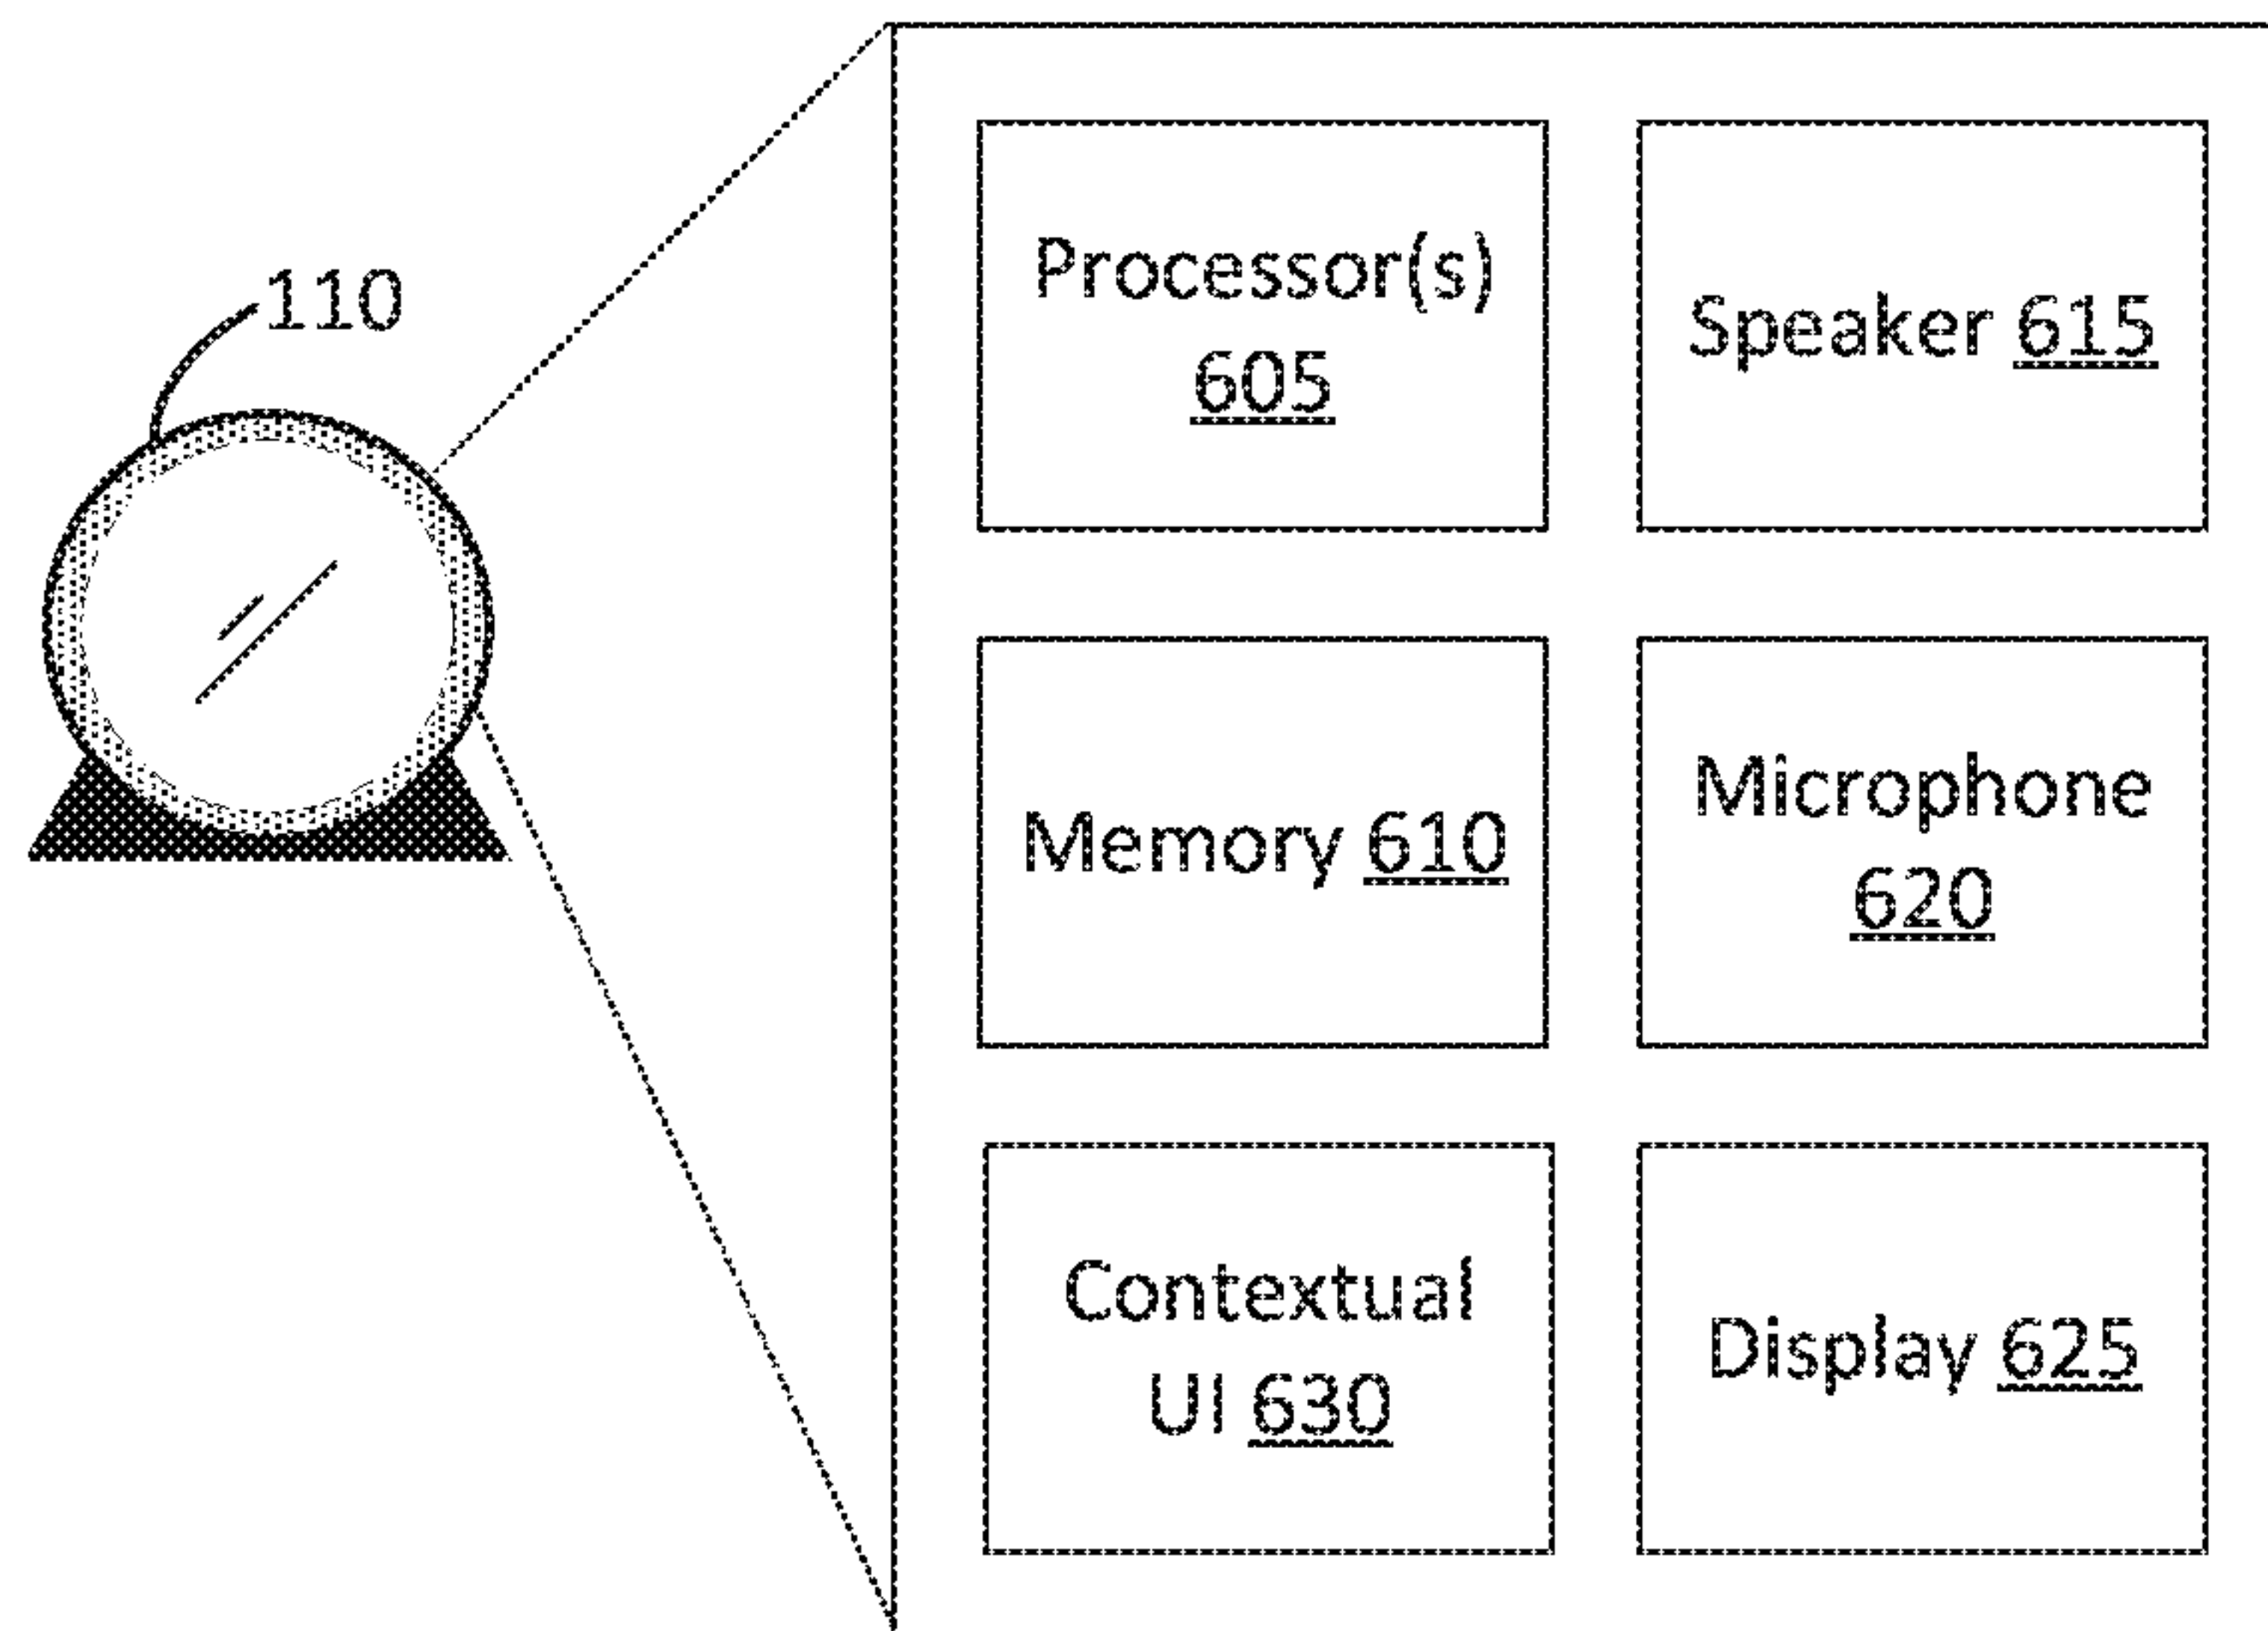 110
Processor(s)
605
Speaker 615
Memory 610
Microphone
620
Contextual
UI 630
Display 625